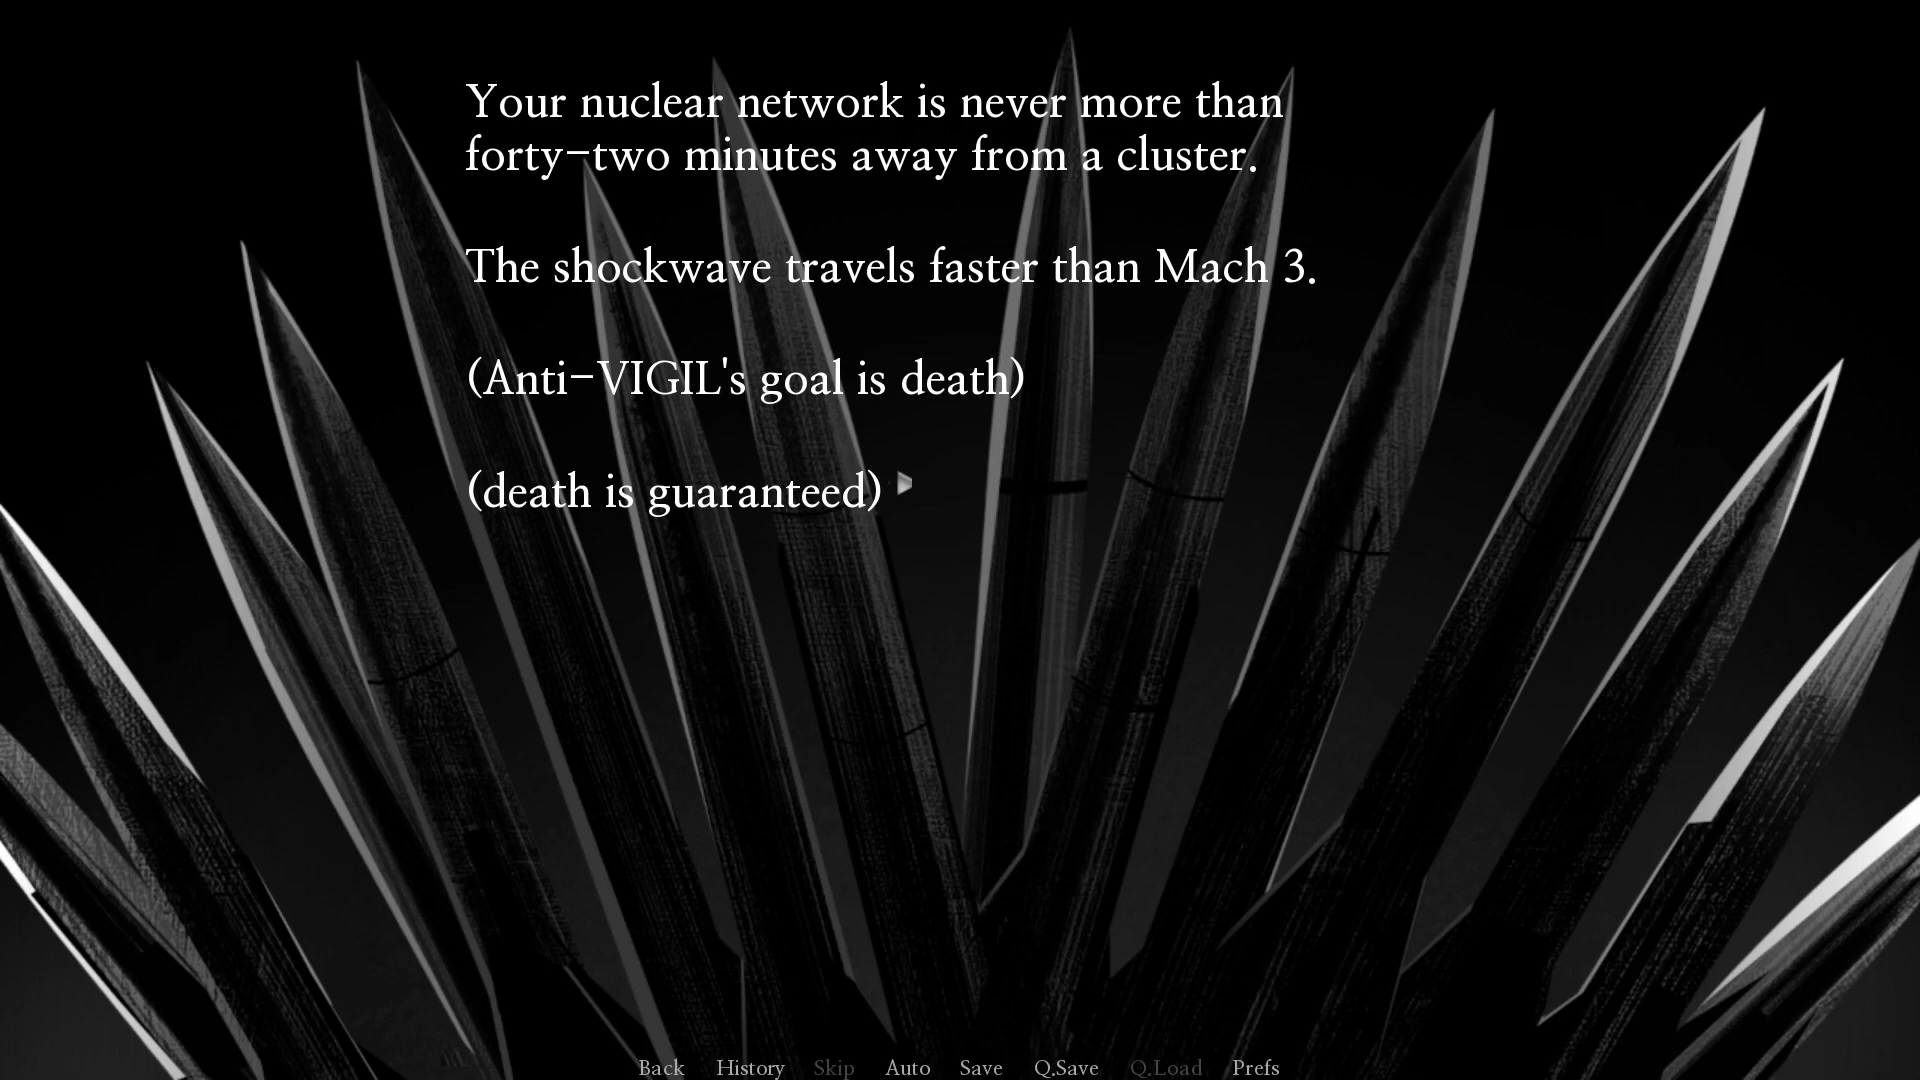 Your nuclear network is never more than
forty-two minutes away from a cluster.
The shockwave travels faster than Mach 3.
(Anti-VIGIL's goal is death)
(death is guaranteed)
Back History Skip Auto Save Q.Save Q.Load Prefs